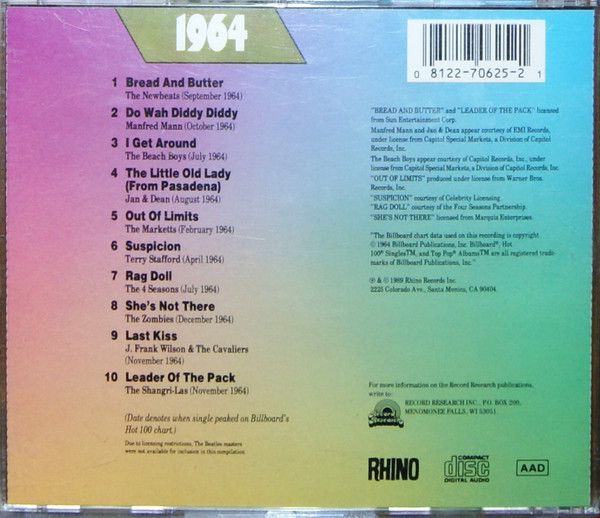 1964
0 8122-70625-2 1
1 Bread And Butter
The Newbeats (September 1964)
2 Do Wah Diddy Diddy
Manfred Mann (October 1964)
3 I Get Around
The Beach Boys (July 1964)
4 The Little Old Lady
(From Pasadena)
Jan & Dean (August 1964)
5 Out Of Limits
The Marketts (February 1964)
6 Suspicion
Terry Stafford (April 1964)
7 Rag Doll
The 4 Seasons (July 1964)
8 She's Not There
The Zombies (December 1964)
9 Last Kiss
J. Frank Wilson & The Cavaliers
(November 1964)
10 Leader Of The Pack
The Shangri-Las (November 1964)
(Date denotes when single peaked on Billboard's
Hot 100 chart.)
Due to licensing restrictions, The Beatles masters
were not available for inclusion in this compilation.
"BREAD AND BUTTER" and "LEADER OF THE PACK" licensed
from Sun Entertainment Corp.
Manfred Mann and Jan & Dean appear courtesy of EMI Records,
under license from Capitol Special Markets, a Division of Capitol
Records, Inc.
The Beach Boys appear courtesy of Capitol Records, Inc., under
license from Capitol Special Markets, a Division of Capitol Records, Inc.
"OUT OF LIMITS" produced under license from Warner Bros.
Records, Inc.
"SUSPICION" courtesy of Celebrity Licensing.
"RAG DOLL" courtesy of the Four Seasons Partnership.
"SHE'S NOT THERE" licensed from Marquis Enterprises.
"The Billboard chart data used on this recording is copyright.
© 1964 Billboard Publications, Inc. Billboard®, Hot
100® Singles™, and Top Pop® Albums™ are all registered trade-
marks of Billboard Publications, Inc."
℗ & © 1989 Rhino Records Inc.
2225 Colorado Ave., Santa Monica, CA 90404.
For more information on the Record Research publications,
write to:
Record Research
RECORD RESEARCH INC., P.O. BOX 200,
MENOMONEE FALLS, WI 53051
RHINO
COMPACT
disc
DIGITAL AUDIO
AAD